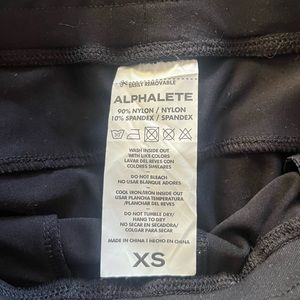 EASILY REMOVABLE
ALPHALETE
90% NYLON / NYLON
10% SPANDEX / SPANDEX
WASH INSIDE OUT
WITH LIKE COLORS
LAVAR DEL REVES CON
COLORES SIMILARES
DO NOT BLEACH
NO USAR BLANQUE ADORES
COOL IRON/IRON INSIDE OUT
USAR PLANCHA TEMPERATURA
/PLANCHAR DEL REVES
DO NOT TUMBLE DRY/
HANG TO DRY
NO SECAR EN SECADORA/
COLGAR PARA SECAR
MADE IN CHINA / HECHO EN CHINA
XS